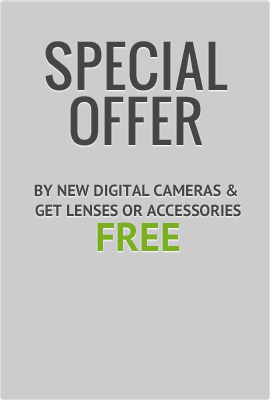 SPECIAL
OFFER
BY NEW DIGITAL CAMERAS &
GET LENSES OR ACCESSORIES
FREE